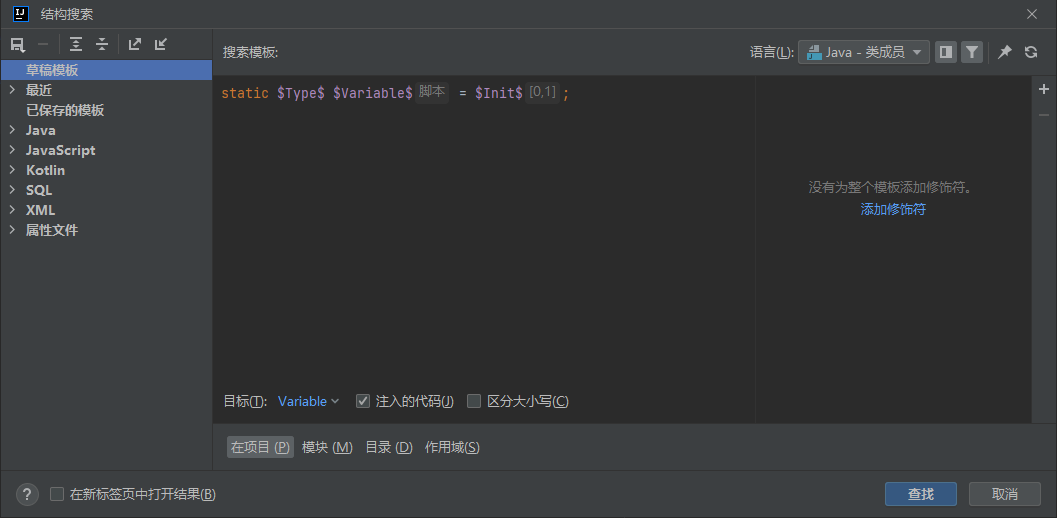 IJ 结构搜索
草稿模板
最近
已保存的模板
Java
JavaScript
Kotlin
SQL
XML
属性文件
搜索模板:
语言(L): Java - 类成员
static $Type$ $Variable$ 脚本 = $Init$ [0,1] ;
没有为整个模板添加修饰符。
添加修饰符
目标(T): Variable 注入的代码(J) 区分大小写(C)
在项目 (P) 模块 (M) 目录 (D) 作用域(S)
? 在新标签页中打开结果(B) 查找 取消